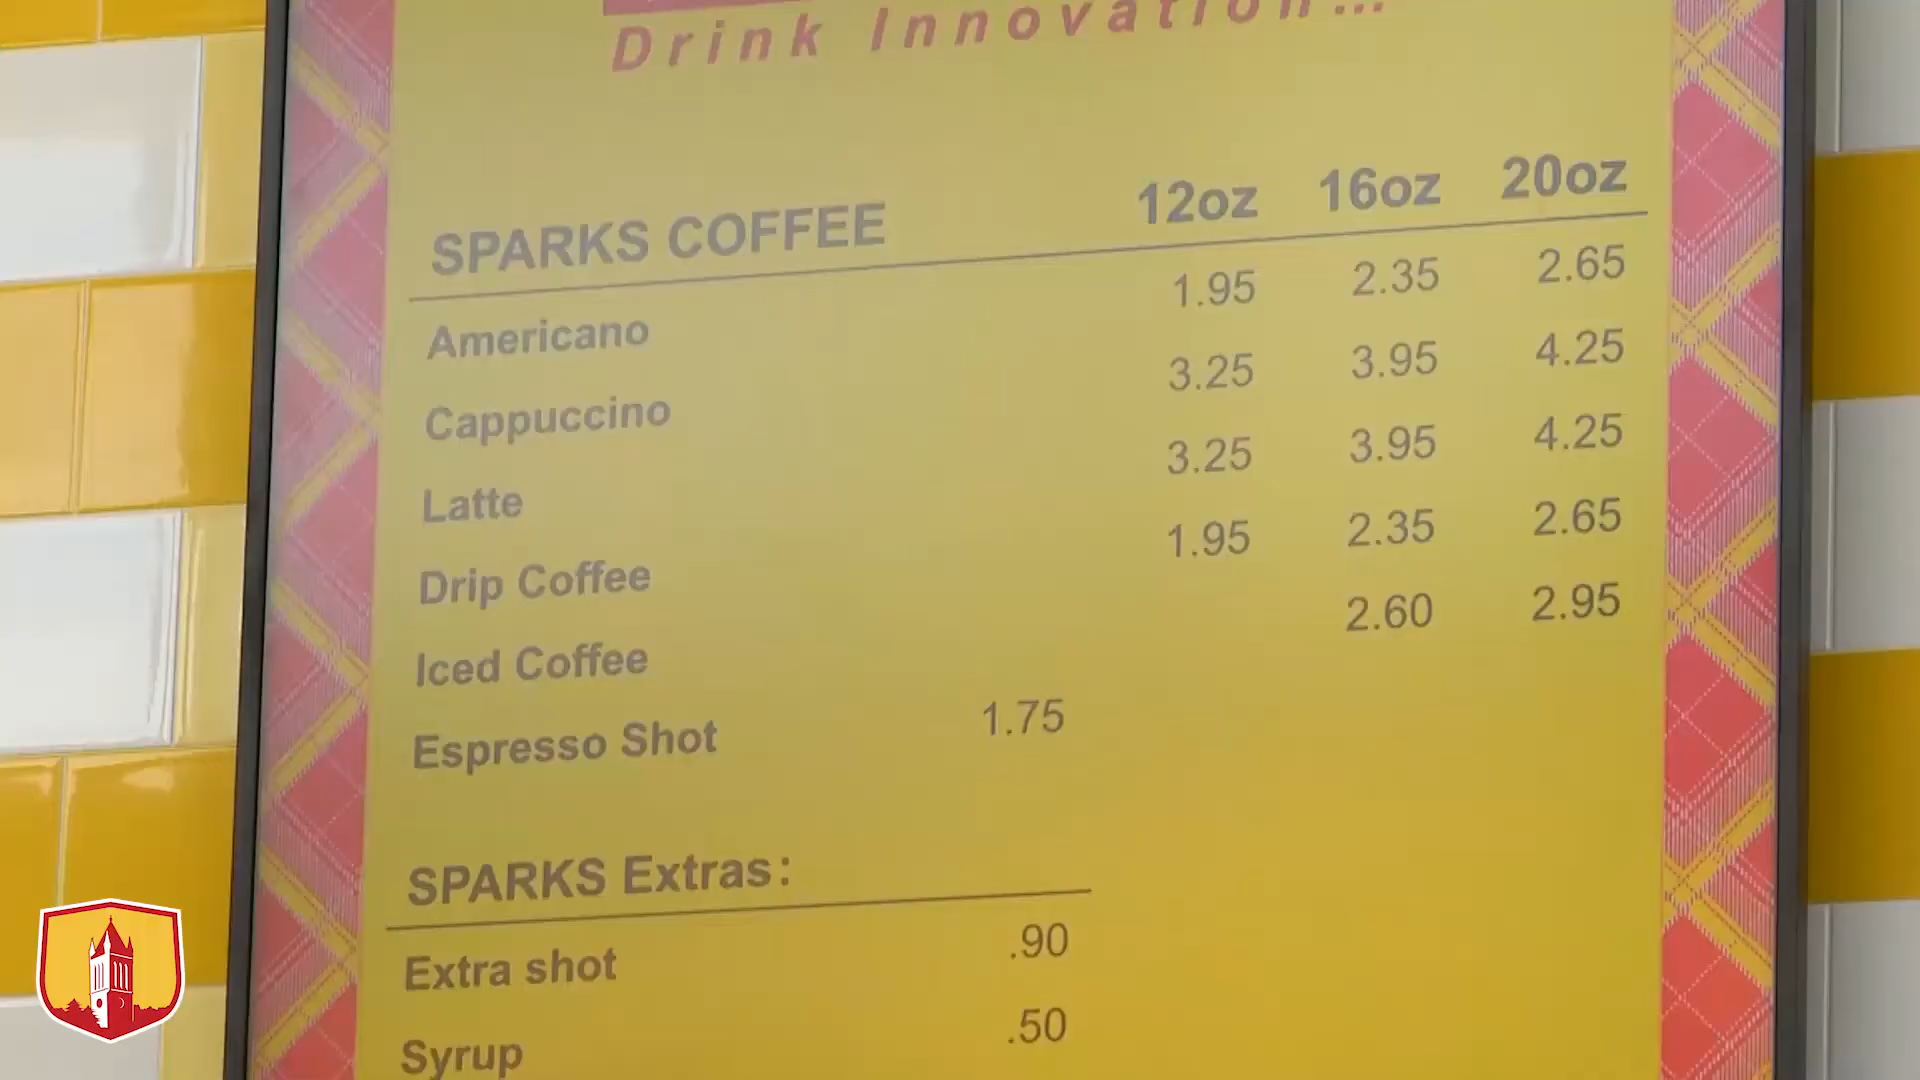 Drink Innovation...
SPARKS COFFEE 12oz 16oz 20oz
Americano 1.95 2.35 2.65
Cappuccino 3.25 3.95 4.25
Latte 3.25 3.95 4.25
Drip Coffee 1.95 2.35 2.65
Iced Coffee 2.60 2.95
Espresso Shot 1.75
SPARKS Extras:
Extra shot .90
Syrup .50